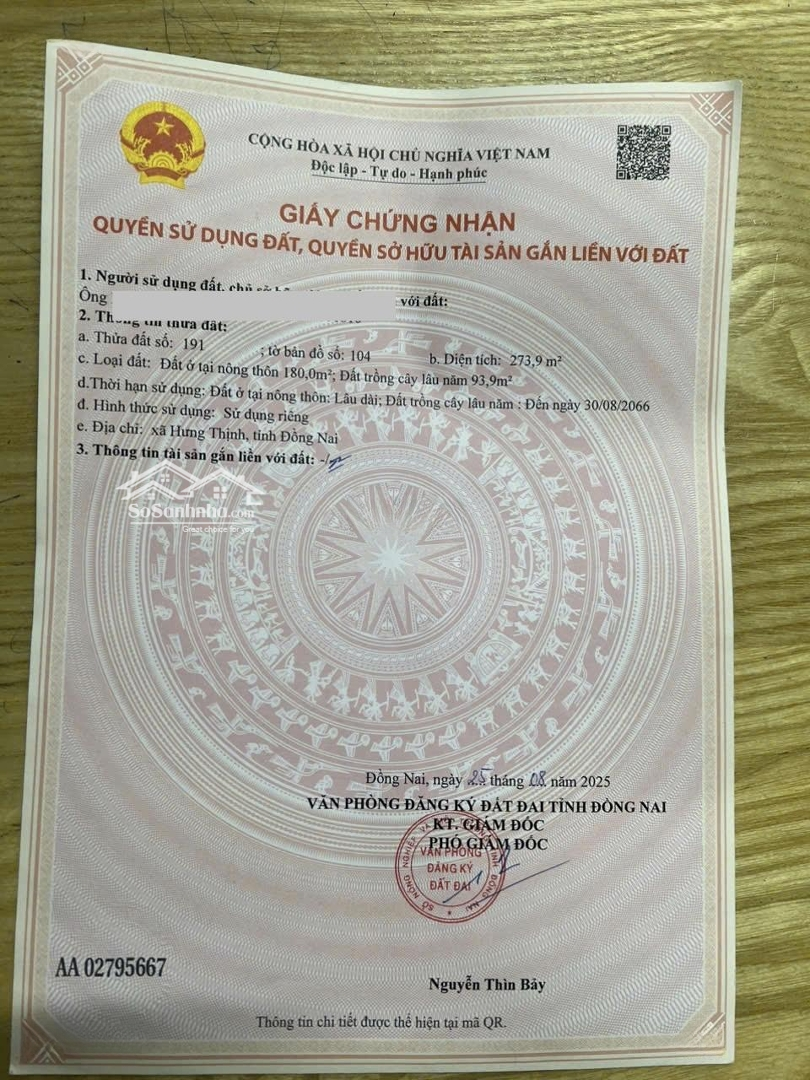 CỘNG HÒA XÃ HỘI CHỦ NGHĨA VIỆT NAM
Độc lập - Tự do - Hạnh phúc
GIẤY CHỨNG NHẬN
QUYỀN SỬ DỤNG ĐẤT, QUYỀN SỞ HỮU TÀI SẢN GẮN LIỀN VỚI ĐẤT
1. Người sử dụng đất, chủ sở với đất:
Ông
2. Thông tin thửa đất:
a. Thửa đất số: 191 ; tờ bản đồ số: 104 b. Diện tích: 273,9 m²
c. Loại đất: Đất ở tại nông thôn 180,0m²; Đất trồng cây lâu năm 93,9m²
d.Thời hạn sử dụng: Đất ở tại nông thôn: Lâu dài; Đất trồng cây lâu năm : Đến ngày 30/08/2066
đ. Hình thức sử dụng: Sử dụng riêng
e. Địa chỉ: xã Hưng Thịnh, tỉnh Đồng Nai
3. Thông tin tài sản gắn liền với đất: -/-
SoSonhnha.com
Great choice for you
Đồng Nai, ngày 25 tháng 08 năm 2025
VĂN PHÒNG ĐĂNG KÝ ĐẤT ĐAI TỈNH ĐỒNG NAI
KT. GIÁM ĐỐC
PHÓ GIÁM ĐỐC
VĂN PHÒNG
ĐĂNG KÝ
ĐẤT ĐAI
AA 02795667
Nguyễn Thìn Bảy
Thông tin chi tiết được thể hiện tại mã QR.